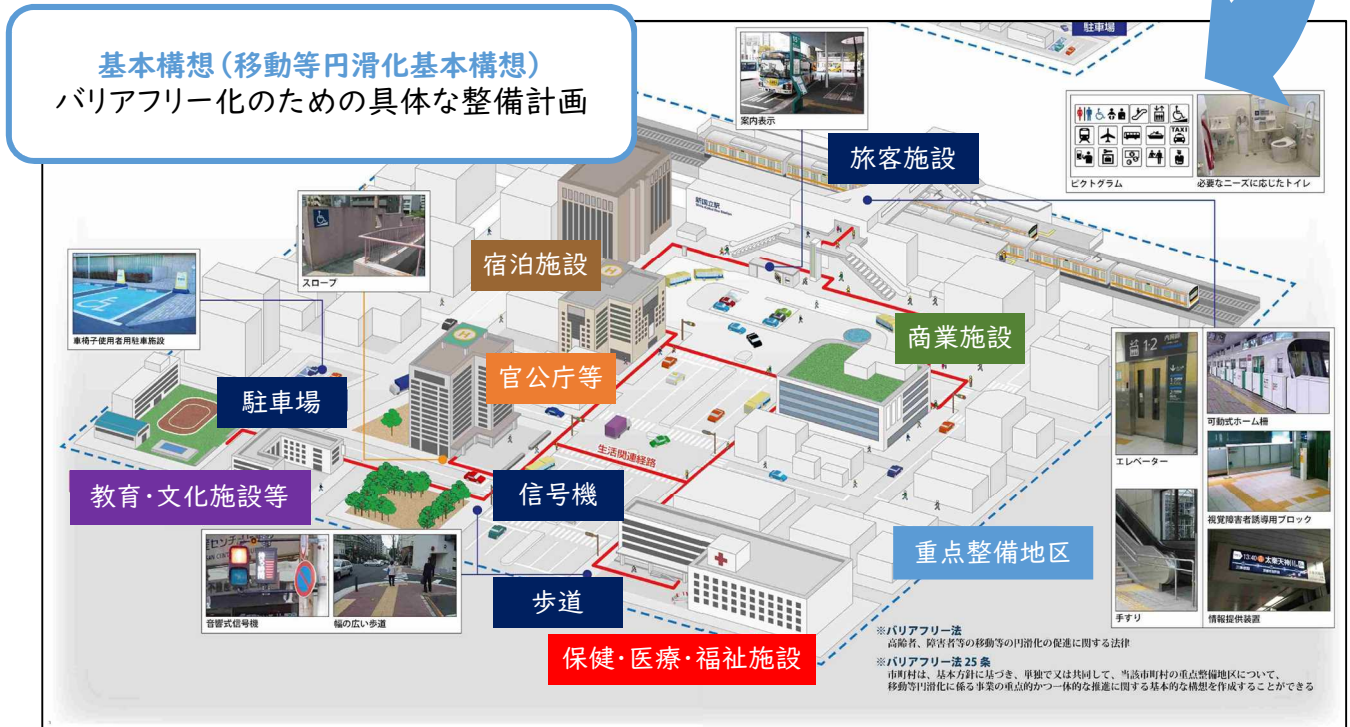 基本構想(移動等円滑化基本構想)
バリアフリー化のための具体な整備計画
駐車場
案内表示
旅客施設
TAXI
ピクトグラム
必要なニーズに応じたトイレ
スロープ
宿泊施設
車椅子使用者用駐車施設
商業施設
官公庁等
駐車場
1·2
可動式ホーム柵
エレベーター
生活関連経路
教育・文化施設等
信号機
視覚障害者誘導用ブロック
重点整備地区
13:40
太秦天神川
歩道
音響式信号機
幅の広い歩道
手すり
情報提供装置
保健・医療・福祉施設
※バリアフリー法
高齢者、障害者等の移動等の円滑化の促進に関する法律
※バリアフリー法 25 条
市町村は、基本方針に基づき、単独で又は共同して、当該市町村の重点整備地区について、
移動等円滑化に係る事業の重点的かつ一体的な推進に関する基本的な構想を作成することができる